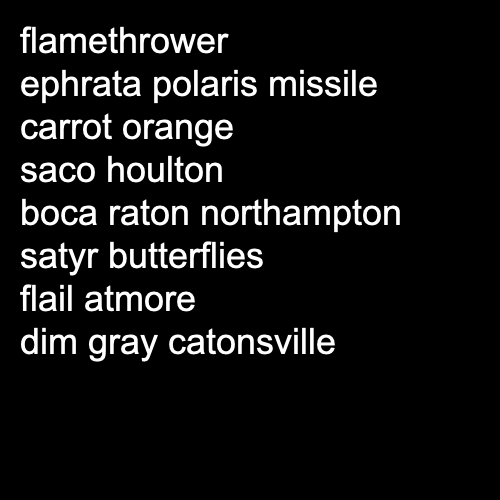 flamethrower
ephrata polaris missile
carrot orange
saco houlton
boca raton northampton
satyr butterflies
flail atmore
dim gray catonsville